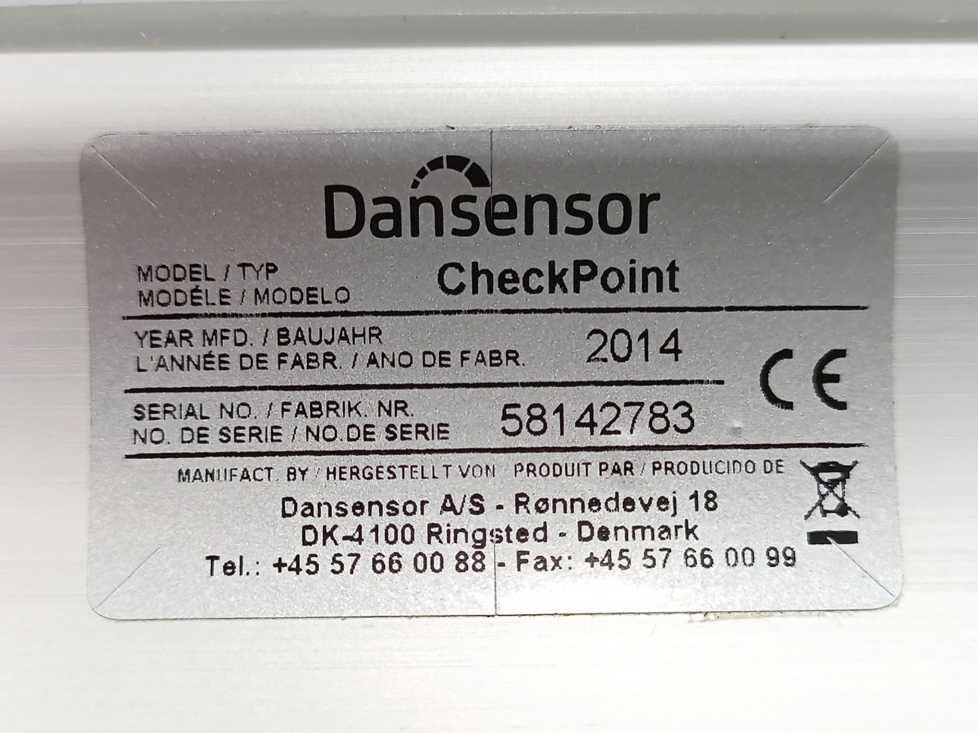 Dansensor
MODEL / TYP
MODÉLE / MODELO
CheckPoint
YEAR MFD. / BAUJAHR
L'ANNÉE DE FABR. / ANO DE FABR.
2014
SERIAL NO. / FABRIK. NR.
NO. DE SERIE / NO.DE SERIE
58142783
CE
MANUFACT. BY / HERGESTELLT VON / PRODUIT PAR / PRODUCIDO DE
Dansensor A/S - Rønnedevej 18
DK-4100 Ringsted - Denmark
Tel.: +45 57 66 00 88 - Fax: +45 57 66 00 99